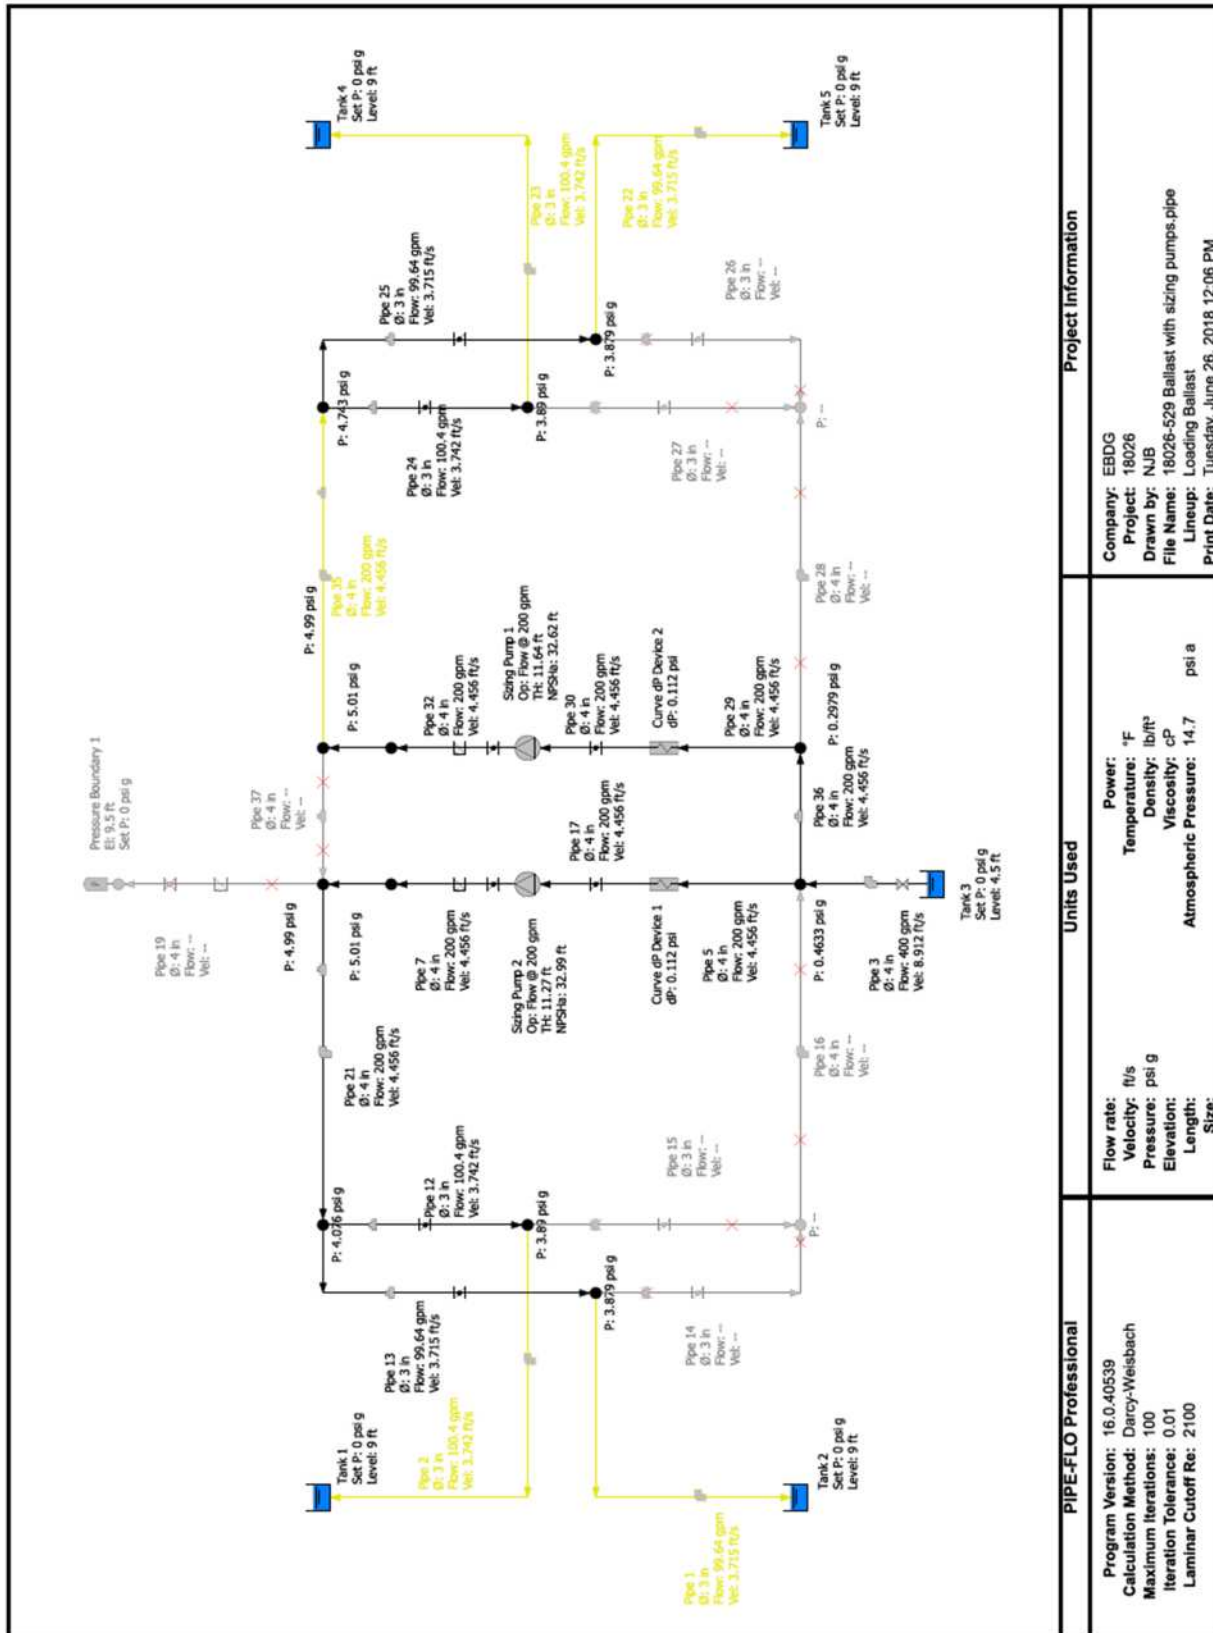 Pressure Boundary 1
El: 9.5 ft
Set P: 0 psi g
Pipe 19
Ø: 4 in
Flow: --
Vel: --
Pipe 37
Ø: 4 in
Flow: --
Vel: --
Tank 1
Set P: 0 psi g
Level: 9 ft
P: 4.076 psi g
P: 4.99 psi g
P: 4.99 psi g
Pipe 35
Ø: 4 in
Flow: 200 gpm
Vel: 4.456 ft/s
P: 4.743 psi g
Tank 4
Set P: 0 psi g
Level: 9 ft
Pipe 21
Ø: 4 in
Flow: 200 gpm
Vel: 4.456 ft/s
P: 5.01 psi g
P: 5.01 psi g
Pipe 13
Ø: 3 in
Flow: 99.64 gpm
Vel: 3.715 ft/s
Pipe 25
Ø: 3 in
Flow: 99.64 gpm
Vel: 3.715 ft/s
Pipe 2
Ø: 3 in
Flow: 100.4 gpm
Vel: 3.742 ft/s
Pipe 12
Ø: 3 in
Flow: 100.4 gpm
Vel: 3.742 ft/s
Pipe 7
Ø: 4 in
Flow: 200 gpm
Vel: 4.456 ft/s
Pipe 32
Ø: 4 in
Flow: 200 gpm
Vel: 4.456 ft/s
Pipe 24
Ø: 3 in
Flow: 100.4 gpm
Vel: 3.742 ft/s
Sizing Pump 2
Op: Flow @ 200 gpm
TH: 11.27 ft
NPSHa: 32.99 ft
Sizing Pump 1
Op: Flow @ 200 gpm
TH: 11.64 ft
NPSHa: 32.62 ft
P: 3.89 psi g
P: 3.89 psi g
Pipe 23
Ø: 3 in
Flow: 100.4 gpm
Vel: 3.742 ft/s
Pipe 17
Ø: 4 in
Flow: 200 gpm
Vel: 4.456 ft/s
Pipe 30
Ø: 4 in
Flow: 200 gpm
Vel: 4.456 ft/s
P: 3.879 psi g
P: 3.879 psi g
Pipe 22
Ø: 3 in
Flow: 99.64 gpm
Vel: 3.715 ft/s
Curve dP Device 1
dP: 0.112 psi
Curve dP Device 2
dP: 0.112 psi
Pipe 1
Ø: 3 in
Flow: 99.64 gpm
Vel: 3.715 ft/s
Pipe 14
Ø: 3 in
Flow: --
Vel: --
Pipe 15
Ø: 3 in
Flow: --
Vel: --
Pipe 5
Ø: 4 in
Flow: 200 gpm
Vel: 4.456 ft/s
Pipe 29
Ø: 4 in
Flow: 200 gpm
Vel: 4.456 ft/s
Pipe 27
Ø: 3 in
Flow: --
Vel: --
Pipe 26
Ø: 3 in
Flow: --
Vel: --
Tank 2
Set P: 0 psi g
Level: 9 ft
P: --
Pipe 16
Ø: 4 in
Flow: --
Vel: --
P: 0.4633 psi g
Pipe 36
Ø: 4 in
Flow: 200 gpm
Vel: 4.456 ft/s
P: 0.2979 psi g
Pipe 28
Ø: 4 in
Flow: --
Vel: --
P: --
Tank 5
Set P: 0 psi g
Level: 9 ft
Pipe 3
Ø: 4 in
Flow: 400 gpm
Vel: 8.912 ft/s
Tank 3
Set P: 0 psi g
Level: 4.5 ft
PIPE-FLO Professional
Program Version: 16.0.40539
Calculation Method: Darcy-Weisbach
Maximum Iterations: 100
Iteration Tolerance: 0.01
Laminar Cutoff Re: 2100
Units Used
Flow rate:
Velocity: ft/s
Pressure: psi g
Elevation:
Length:
Size:
Power:
Temperature: °F
Density: lb/ft³
Viscosity: cP
Atmospheric Pressure: 14.7 psi a
Project Information
Company: EBDG
Project: 18026
Drawn by: NJB
File Name: 18026-529 Ballast with sizing pumps.pipe
Lineup: Loading Ballast
Print Date: Tuesday, June 26, 2018 12:06 PM